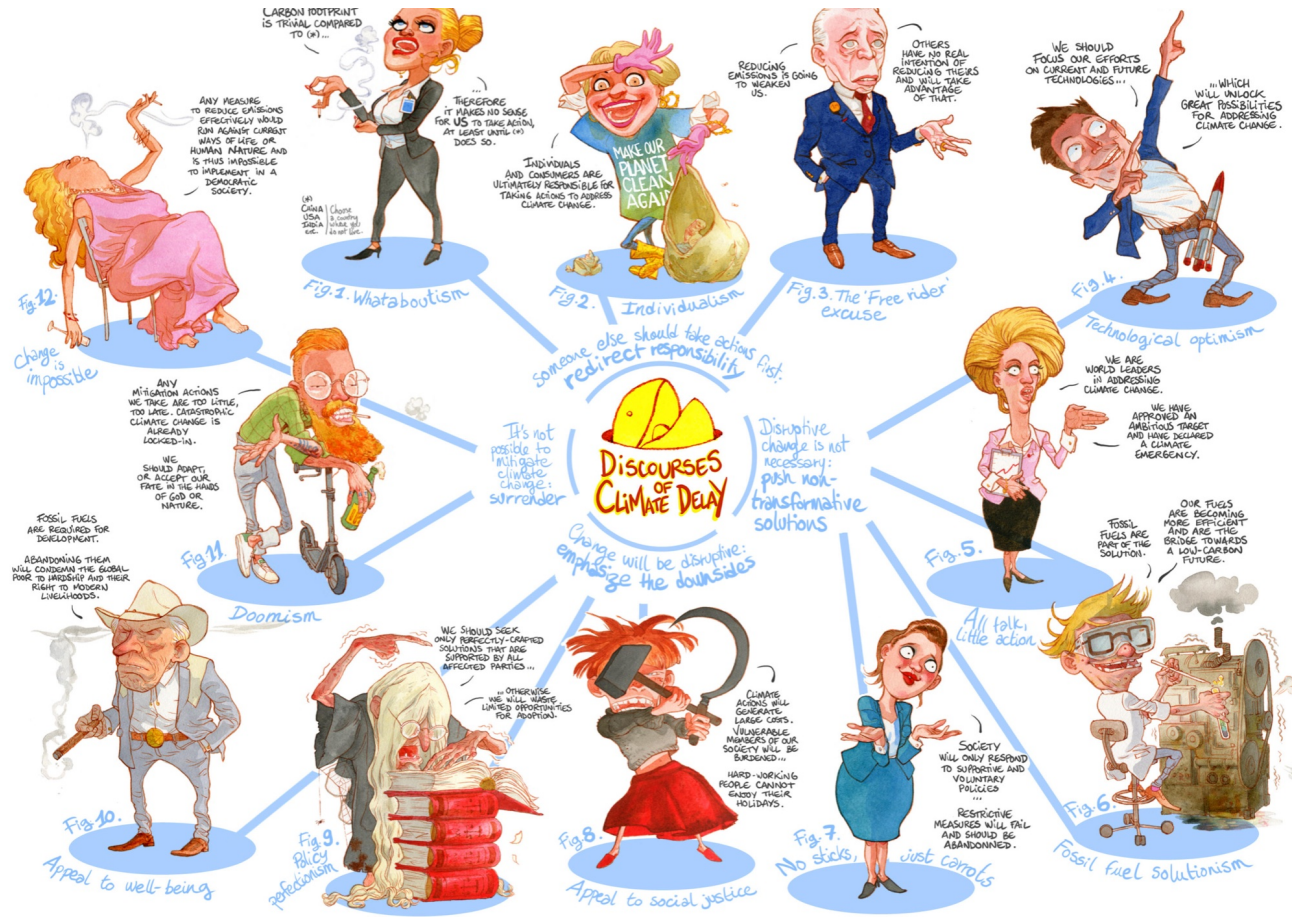 CARBON FOOTPRINT
IS TRIVIAL COMPARED
TO (*)...
...
THEREFORE
IT MAKES NO SENSE
FOR US TO TAKE ACTION,
AT LEAST UNTIL (*)
DOES SO.
(*)
CHINA
USA
INDIA
etc.
Choose
a country
where you
do not live.
Fig.1. Whataboutism
INDIVIDUALS
AND CONSUMERS ARE
ULTIMATELY RESPONSIBLE FOR
TAKING ACTIONS TO ADDRESS
CLIMATE CHANGE.
MAKE OUR
PLANET
CLEAN
AGAIN
Fig.2. Individualism
REDUCING
EMISSIONS IS GOING
TO WEAKEN
US.
OTHERS
HAVE NO REAL
INTENTION OF
REDUCING THEIRS
AND WILL TAKE
ADVANTAGE
OF THAT.
Fig.3. The 'Free rider'
excuse
WE SHOULD
FOCUS OUR EFFORTS
ON CURRENT AND FUTURE
TECHNOLOGIES...
...WHICH
WILL UNLOCK
GREAT POSSIBILITIES
FOR ADDRESSING
CLIMATE CHANGE.
Fig.4.
Technological optimism
ANY MEASURE
TO REDUCE EMISSIONS
EFFECTIVELY WOULD
RUN AGAINST CURRENT
WAYS OF LIFE OR
HUMAN NATURE AND
IS THUS IMPOSSIBLE
TO IMPLEMENT IN A
DEMOCRATIC
SOCIETY.
Fig.12.
Change
is
impossible
someone else should take actions first:
redirect responsibility
DISCOURSES
OF
CLIMATE DELAY
It's not
possible to
mitigate
climate
change:
surrender
Disruptive
change is not
necessary:
push non-
transformative
solutions
Change will be disruptive:
emphasize the downsides
WE ARE
WORLD LEADERS
IN ADDRESSING
CLIMATE CHANGE.
WE HAVE
APPROVED AN
AMBITIOUS TARGET
AND HAVE DECLARED
A CLIMATE
EMERGENCY.
Fig.5.
All talk,
little action
ANY
MITIGATION ACTIONS
WE TAKE ARE TOO LITTLE,
TOO LATE. CATASTROPHIC
CLIMATE CHANGE IS
ALREADY
LOCKED-IN.
WE
SHOULD ADAPT,
OR ACCEPT OUR
FATE IN THE HANDS
OF GOD OR
NATURE.
Fig.11.
Doomism
FOSSIL
FUELS ARE
PART OF THE
SOLUTION.
OUR FUELS
ARE BECOMING
MORE EFFICIENT
AND ARE THE
BRIDGE TOWARDS
A LOW-CARBON
FUTURE.
Fig.6.
Fossil fuel solutionism
FOSSIL FUELS
ARE REQUIRED FOR
DEVELOPMENT.
ABANDONING THEM
WILL CONDEMN THE GLOBAL
POOR TO HARDSHIP AND THEIR
RIGHT TO MODERN
LIVELIHOODS.
Fig.10.
Appeal to well-being
WE SHOULD SEEK
ONLY PERFECTLY-CRAFTED
SOLUTIONS THAT ARE
SUPPORTED BY ALL
AFFECTED PARTIES...
...OTHERWISE
WE WILL WASTE
LIMITED OPPORTUNITIES
FOR ADOPTION.
Fig.9.
Policy
perfectionism
CLIMATE
ACTIONS WILL
GENERATE
LARGE COSTS.
VULNERABLE
MEMBERS OF OUR
SOCIETY WILL BE
BURDENED...
HARD-WORKING
PEOPLE CANNOT
ENJOY THEIR
HOLIDAYS.
Fig.8.
Appeal to social justice
SOCIETY
WILL ONLY RESPOND
TO SUPPORTIVE AND
VOLUNTARY
POLICIES
...
RESTRICTIVE
MEASURES WILL FAIL
AND SHOULD BE
ABANDONNED.
Fig.7.
No sticks, just carrots